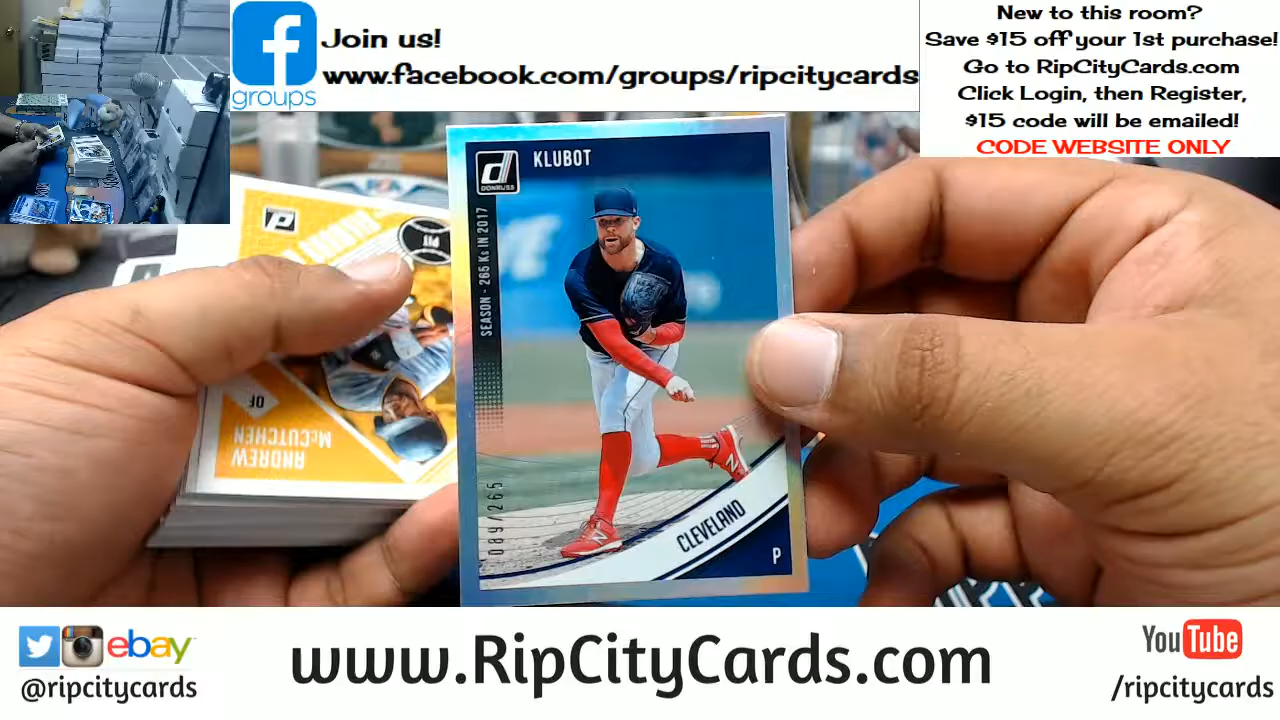 Join us!
www.facebook.com/groups/ripcitycards
groups
New to this room?
Save $15 off your 1st purchase!
Go to RipCityCards.com
Click Login, then Register,
$15 code will be emailed!
CODE WEBSITE ONLY
KLUBOT
DONRUSS
SEASON - 265 Ks IN 2017
089/265
CLEVELAND
P
PIT
OF
ANDREW
McCUTCHEN
ebay
@ripcitycards
www.RipCityCards.com
YouTube
/ripcitycards